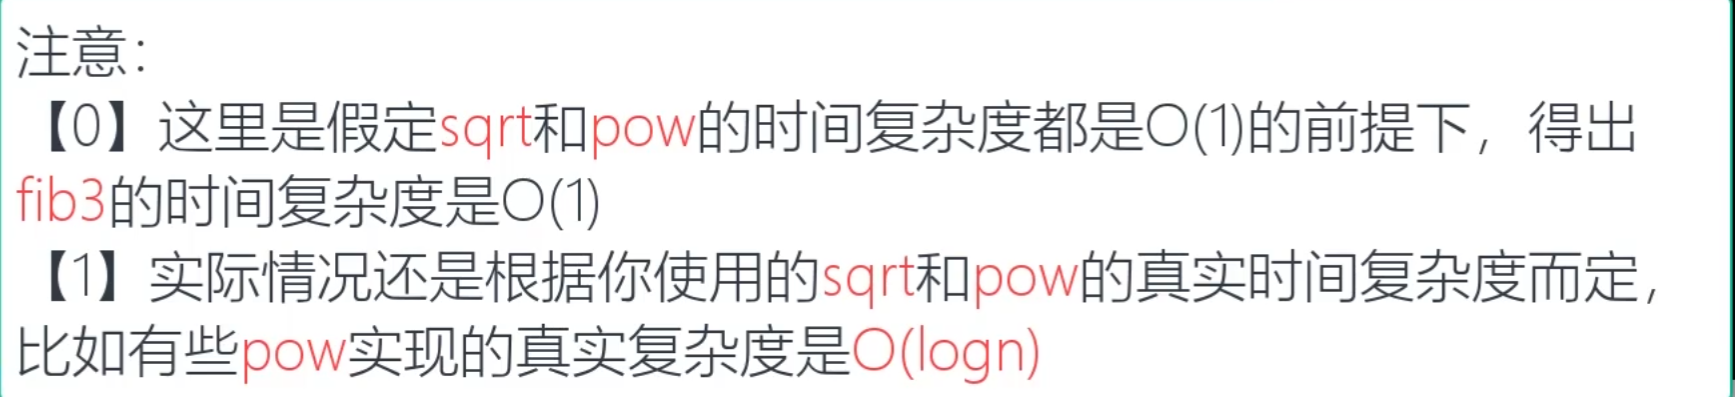 注意：
【0】这里是假定sqrt和pow的时间复杂度都是O(1)的前提下，得出
fib3的时间复杂度是O(1)
【1】实际情况还是根据你使用的sqrt和pow的真实时间复杂度而定，
比如有些pow实现的真实复杂度是O(logn)